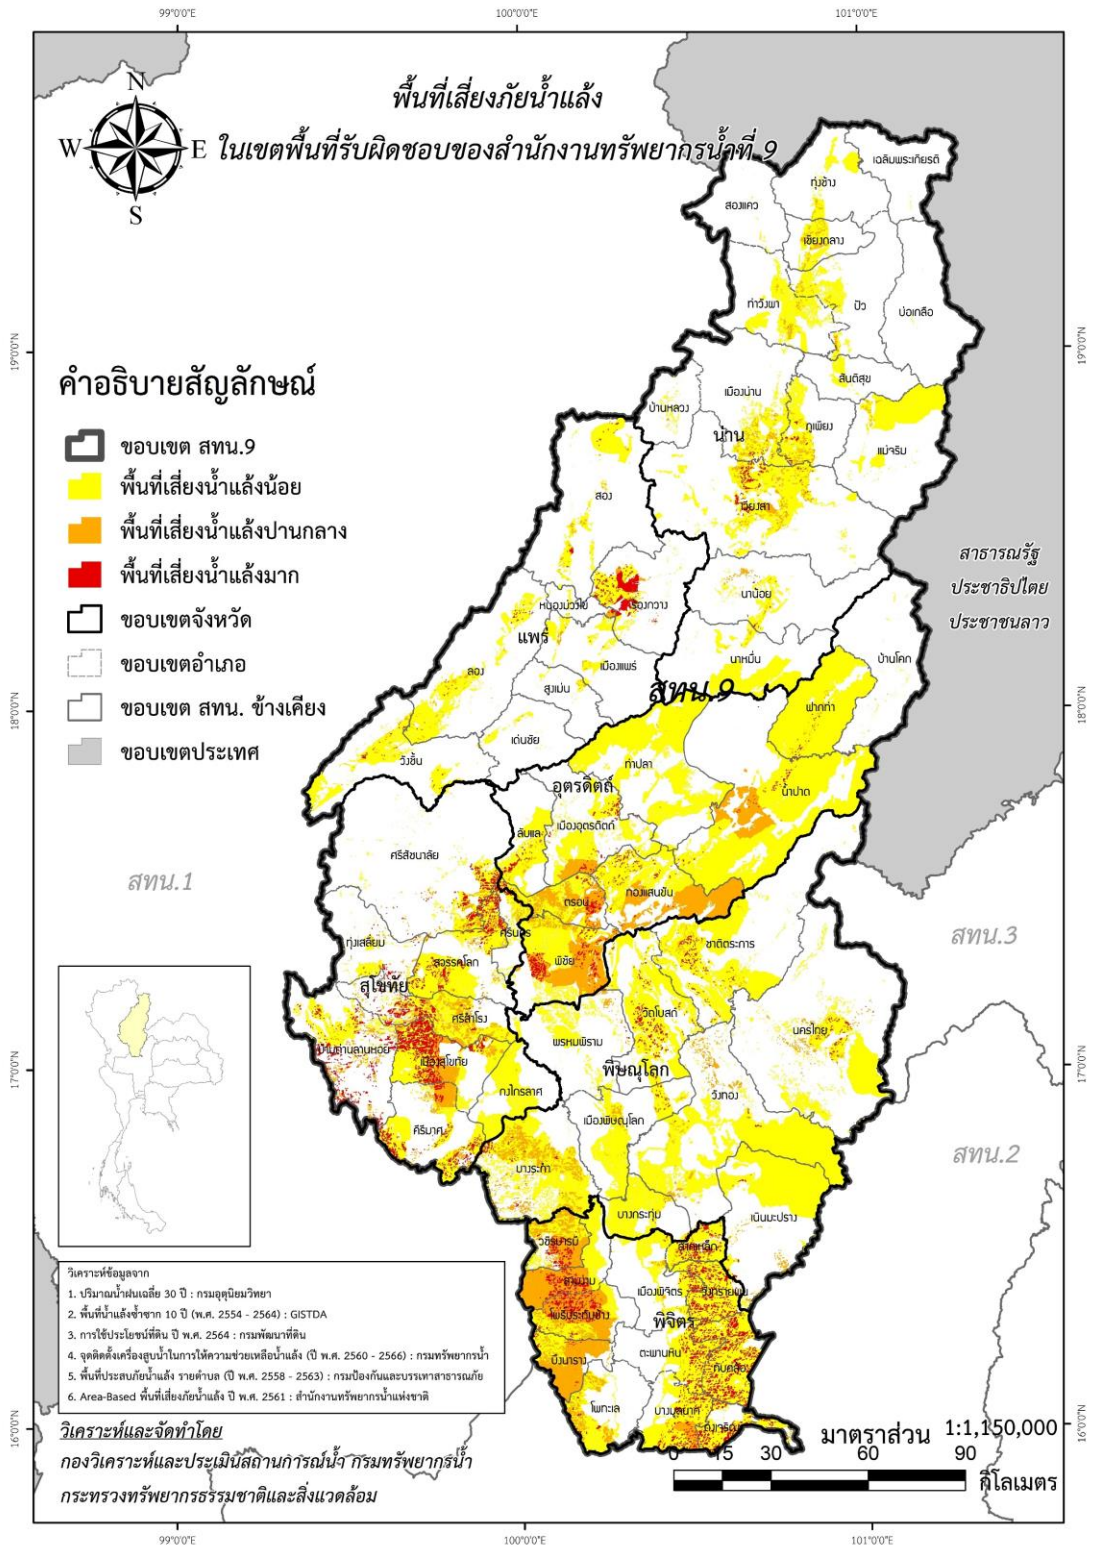 99°0'0"E
100°0'0"E
101°0'0"E
พื้นที่เสี่ยงภัยน้ำแล้ง
ในเขตพื้นที่รับผิดชอบของสำนักงานทรัพยากรน้ำที่ 9
N
W
E
S
เฉลิมพระเกียรติ
ทุ่งช้าง
สองแคว
เชียงกลาง
ท่าวังผา
ปัว
บ่อเกลือ
19°0'0"N
19°0'0"N
สันติสุข
เมืองน่าน
บ้านหลวง
ภูเพียง
น่าน
แม่จริม
เวียงสา
คำอธิบายสัญลักษณ์
ขอบเขต สทน.9
พื้นที่เสี่ยงน้ำแล้งน้อย
พื้นที่เสี่ยงน้ำแล้งปานกลาง
พื้นที่เสี่ยงน้ำแล้งมาก
ขอบเขตจังหวัด
ขอบเขตอำเภอ
ขอบเขต สทน. ข้างเคียง
ขอบเขตประเทศ
สอง
สาธารณรัฐ
ประชาธิปไตย
ประชาชนลาว
นาน้อย
หนองม่วงไข่
ร้องกวาง
แพร่
เมืองแพร่
นาหมื่น
บ้านโคก
ลอง
สูงเม่น
สทน.9
ฟากท่า
18°0'0"N
18°0'0"N
เด่นชัย
วังชิ้น
ท่าปลา
อุตรดิตถ์
น้ำปาด
ลับแล
เมืองอุตรดิตถ์
ศรีสัชนาลัย
สทน.1
ทองแสนขัน
ตรอน
ศรีนคร
ทุ่งเสลี่ยม
ชาติตระการ
สทน.3
สวรรคโลก
พิชัย
สุโขทัย
ศรีสำโรง
วัดโบสถ์
นครไทย
พรหมพิราม
บ้านด่านลานหอย
เมืองสุโขทัย
พิษณุโลก
17°0'0"N
17°0'0"N
กงไกรลาศ
วังทอง
คีรีมาศ
เมืองพิษณุโลก
สทน.2
บางระกำ
บางกระทุ่ม
เนินมะปราง
วชิรบารมี
สากเหล็ก
สามง่าม
เมืองพิจิตร
วังทรายพูน
โพธิ์ประทับช้าง
พิจิตร
ตะพานหิน
บึงนาราง
ทับคล้อ
โพทะเล
บางมูลนาก
ดงเจริญ
วิเคราะห์ข้อมูลจาก
1. ปริมาณน้ำฝนเฉลี่ย 30 ปี : กรมอุตุนิยมวิทยา
2. พื้นที่น้ำแล้งซ้ำซาก 10 ปี (พ.ศ. 2554 - 2564) : GISTDA
3. การใช้ประโยชน์ที่ดิน ปี พ.ศ. 2564 : กรมพัฒนาที่ดิน
4. จุดติดตั้งเครื่องสูบน้ำในการให้ความช่วยเหลือน้ำแล้ง (ปี พ.ศ. 2560 - 2566) : กรมทรัพยากรน้ำ
5. พื้นที่ประสบภัยน้ำแล้ง รายตำบล (ปี พ.ศ. 2558 - 2563) : กรมป้องกันและบรรเทาสาธารณภัย
6. Area-Based พื้นที่เสี่ยงภัยน้ำแล้ง ปี พ.ศ. 2561 : สำนักงานทรัพยากรน้ำแห่งชาติ
16°0'0"N
16°0'0"N
วิเคราะห์และจัดทำโดย
กองวิเคราะห์และประเมินสถานการณ์น้ำ กรมทรัพยากรน้ำ
กระทรวงทรัพยากรธรรมชาติและสิ่งแวดล้อม
มาตราส่วน 1:1,150,000
0 15 30 60 90
กิโลเมตร
99°0'0"E
100°0'0"E
101°0'0"E